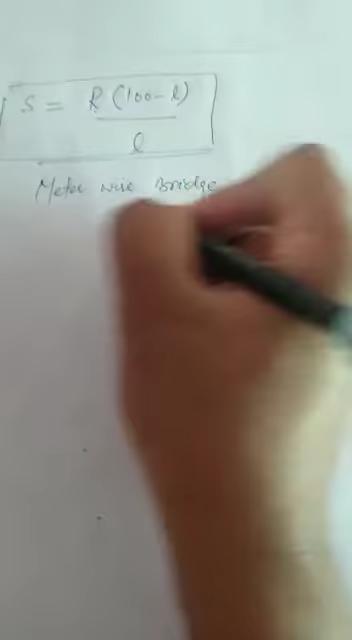 S = R (100 - l) / l
Meter wire Bridge